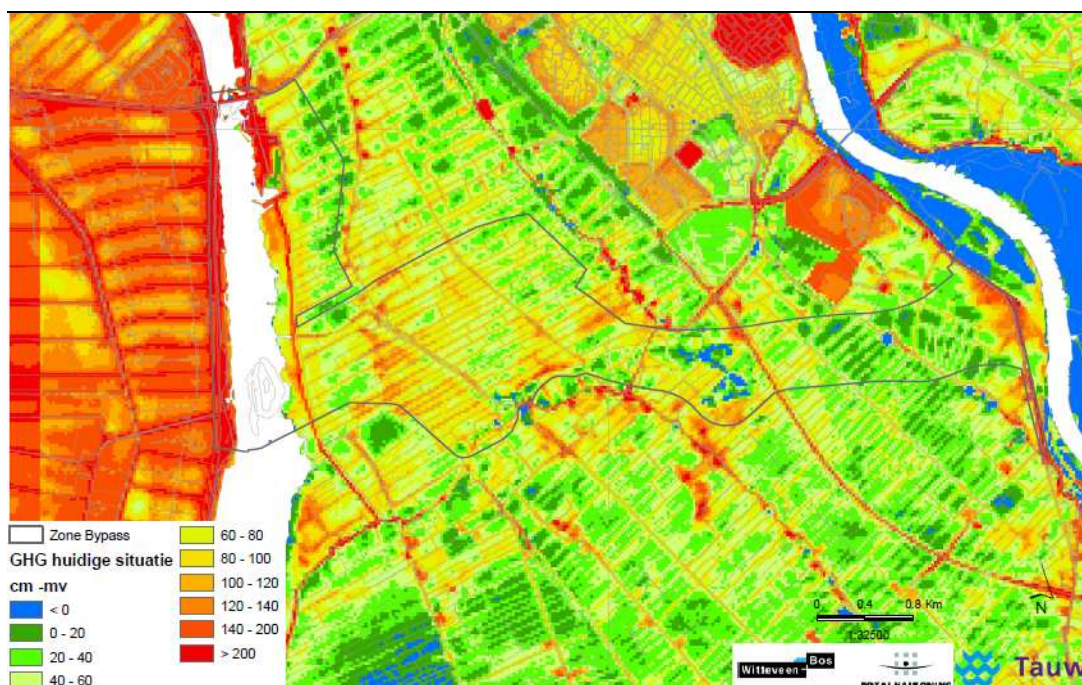 Zone Bypass
GHG huidige situatie
cm -mv
< 0
0 - 20
20 - 40
40 - 60
60 - 80
80 - 100
100 - 120
120 - 140
140 - 200
> 200
0 0.4 0.8 Km
1:32500
N
Witteveen+Bos
Tauw